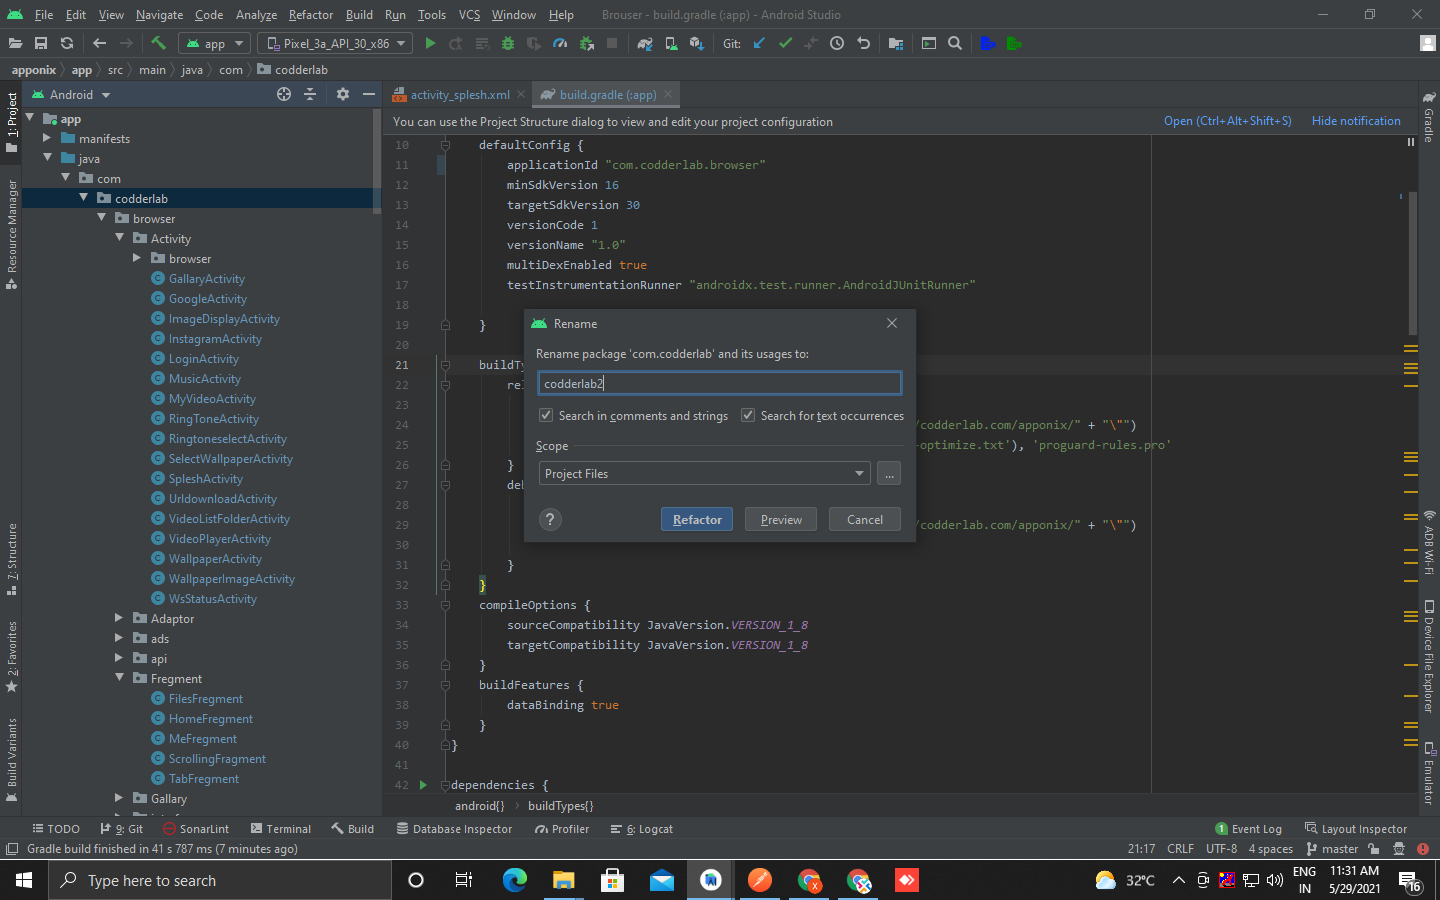 File Edit View Navigate Code Analyze Refactor Build Run Tools VCS Window Help Brouser - build.gradle (:app) - Android Studio
app Pixel_3a_API_30_x86 Git:
apponix app src main java com codderlab
Android activity_splesh.xml build.gradle (:app)
You can use the Project Structure dialog to view and edit your project configuration Open (Ctrl+Alt+Shift+S) Hide notification
1: Project
Resource Manager
7: Structure
2: Favorites
Build Variants
app
manifests
java
com
codderlab
browser
Activity
browser
GallaryActivity
GoogleActivity
ImageDisplayActivity
InstagramActivity
LoginActivity
MusicActivity
MyVideoActivity
RingToneActivity
RingtoneselectActivity
SelectWallpaperActivity
SpleshActivity
UrldownloadActivity
VideoListFolderActivity
VideoPlayerActivity
WallpaperActivity
WallpaperImageActivity
WsStatusActivity
Adaptor
ads
api
Fregment
FilesFregment
HomeFregment
MeFregment
ScrollingFragment
TabFregment
Gallary
10 defaultConfig {
11 applicationId "com.codderlab.browser"
12 minSdkVersion 16
13 targetSdkVersion 30
14 versionCode 1
15 versionName "1.0"
16 multiDexEnabled true
17 testInstrumentationRunner "androidx.test.runner.AndroidJUnitRunner"
18
19 }
20
21 buildTy
22 rel
23
24 /codderlab.com/apponix/" + "\"")
25 -optimize.txt'), 'proguard-rules.pro'
26 }
27 deb
28
29 /codderlab.com/apponix/" + "\"")
30
31 }
32 }
33 compileOptions {
34 sourceCompatibility JavaVersion.VERSION_1_8
35 targetCompatibility JavaVersion.VERSION_1_8
36 }
37 buildFeatures {
38 dataBinding true
39 }
40 }
41
42 dependencies {
android{} buildTypes{}
Rename
Rename package 'com.codderlab' and its usages to:
codderlab2
Search in comments and strings Search for text occurrences
Scope
Project Files ...
? Refactor Preview Cancel
Gradle
ADB Wi-Fi
Device File Explorer
Emulator
TODO 9: Git SonarLint Terminal Build Database Inspector Profiler 6: Logcat 1 Event Log Layout Inspector
Gradle build finished in 41 s 787 ms (7 minutes ago) 21:17 CRLF UTF-8 4 spaces master
Type here to search 32°C ENG 11:31 AM
IN 5/29/2021 16